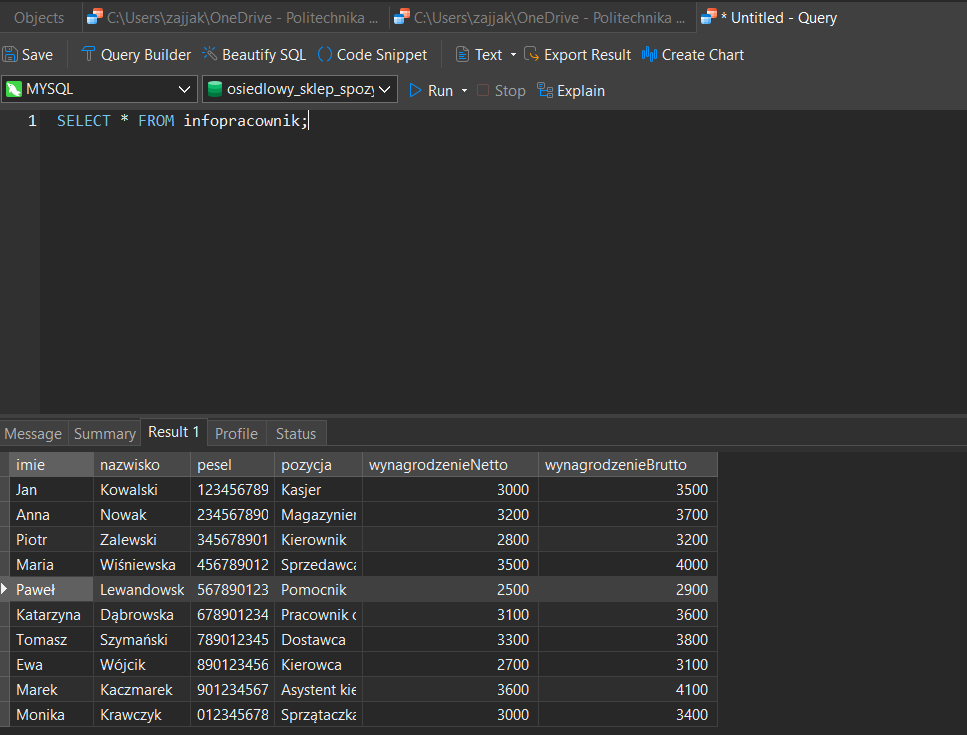 Objects C:\Users\zajjak\OneDrive - Politechnika ... C:\Users\zajjak\OneDrive - Politechnika ... * Untitled - Query
Save Query Builder Beautify SQL Code Snippet Text Export Result Create Chart
MYSQL osiedlowy_sklep_spoży Run Stop Explain
1 SELECT * FROM infopracownik;
Message Summary Result 1 Profile Status
imie nazwisko pesel pozycja wynagrodzenieNetto wynagrodzenieBrutto
Jan Kowalski 123456789 Kasjer 3000 3500
Anna Nowak 234567890 Magazynier 3200 3700
Piotr Zalewski 345678901 Kierownik 2800 3200
Maria Wiśniewska 456789012 Sprzedawca 3500 4000
Paweł Lewandowsk 567890123 Pomocnik 2500 2900
Katarzyna Dąbrowska 678901234 Pracownik c 3100 3600
Tomasz Szymański 789012345 Dostawca 3300 3800
Ewa Wójcik 890123456 Kierowca 2700 3100
Marek Kaczmarek 901234567 Asystent kie 3600 4100
Monika Krawczyk 012345678 Sprzątaczka 3000 3400